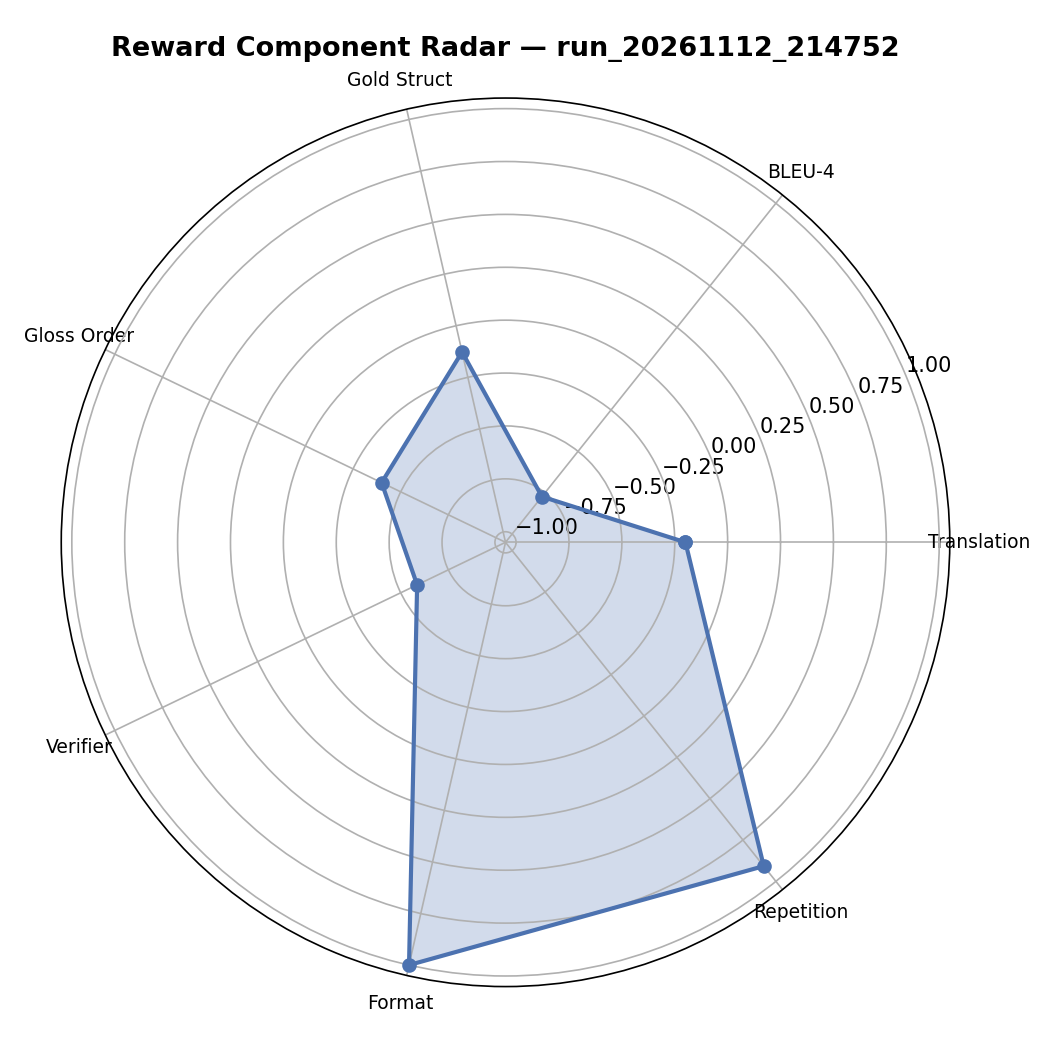 Reward Component Radar — run_20261112_214752
Gold Struct
BLEU-4
Gloss Order
1.00
0.75
0.50
0.25
0.00
−0.25
−0.50
−0.75
−1.00
Translation
Verifier
Repetition
Format